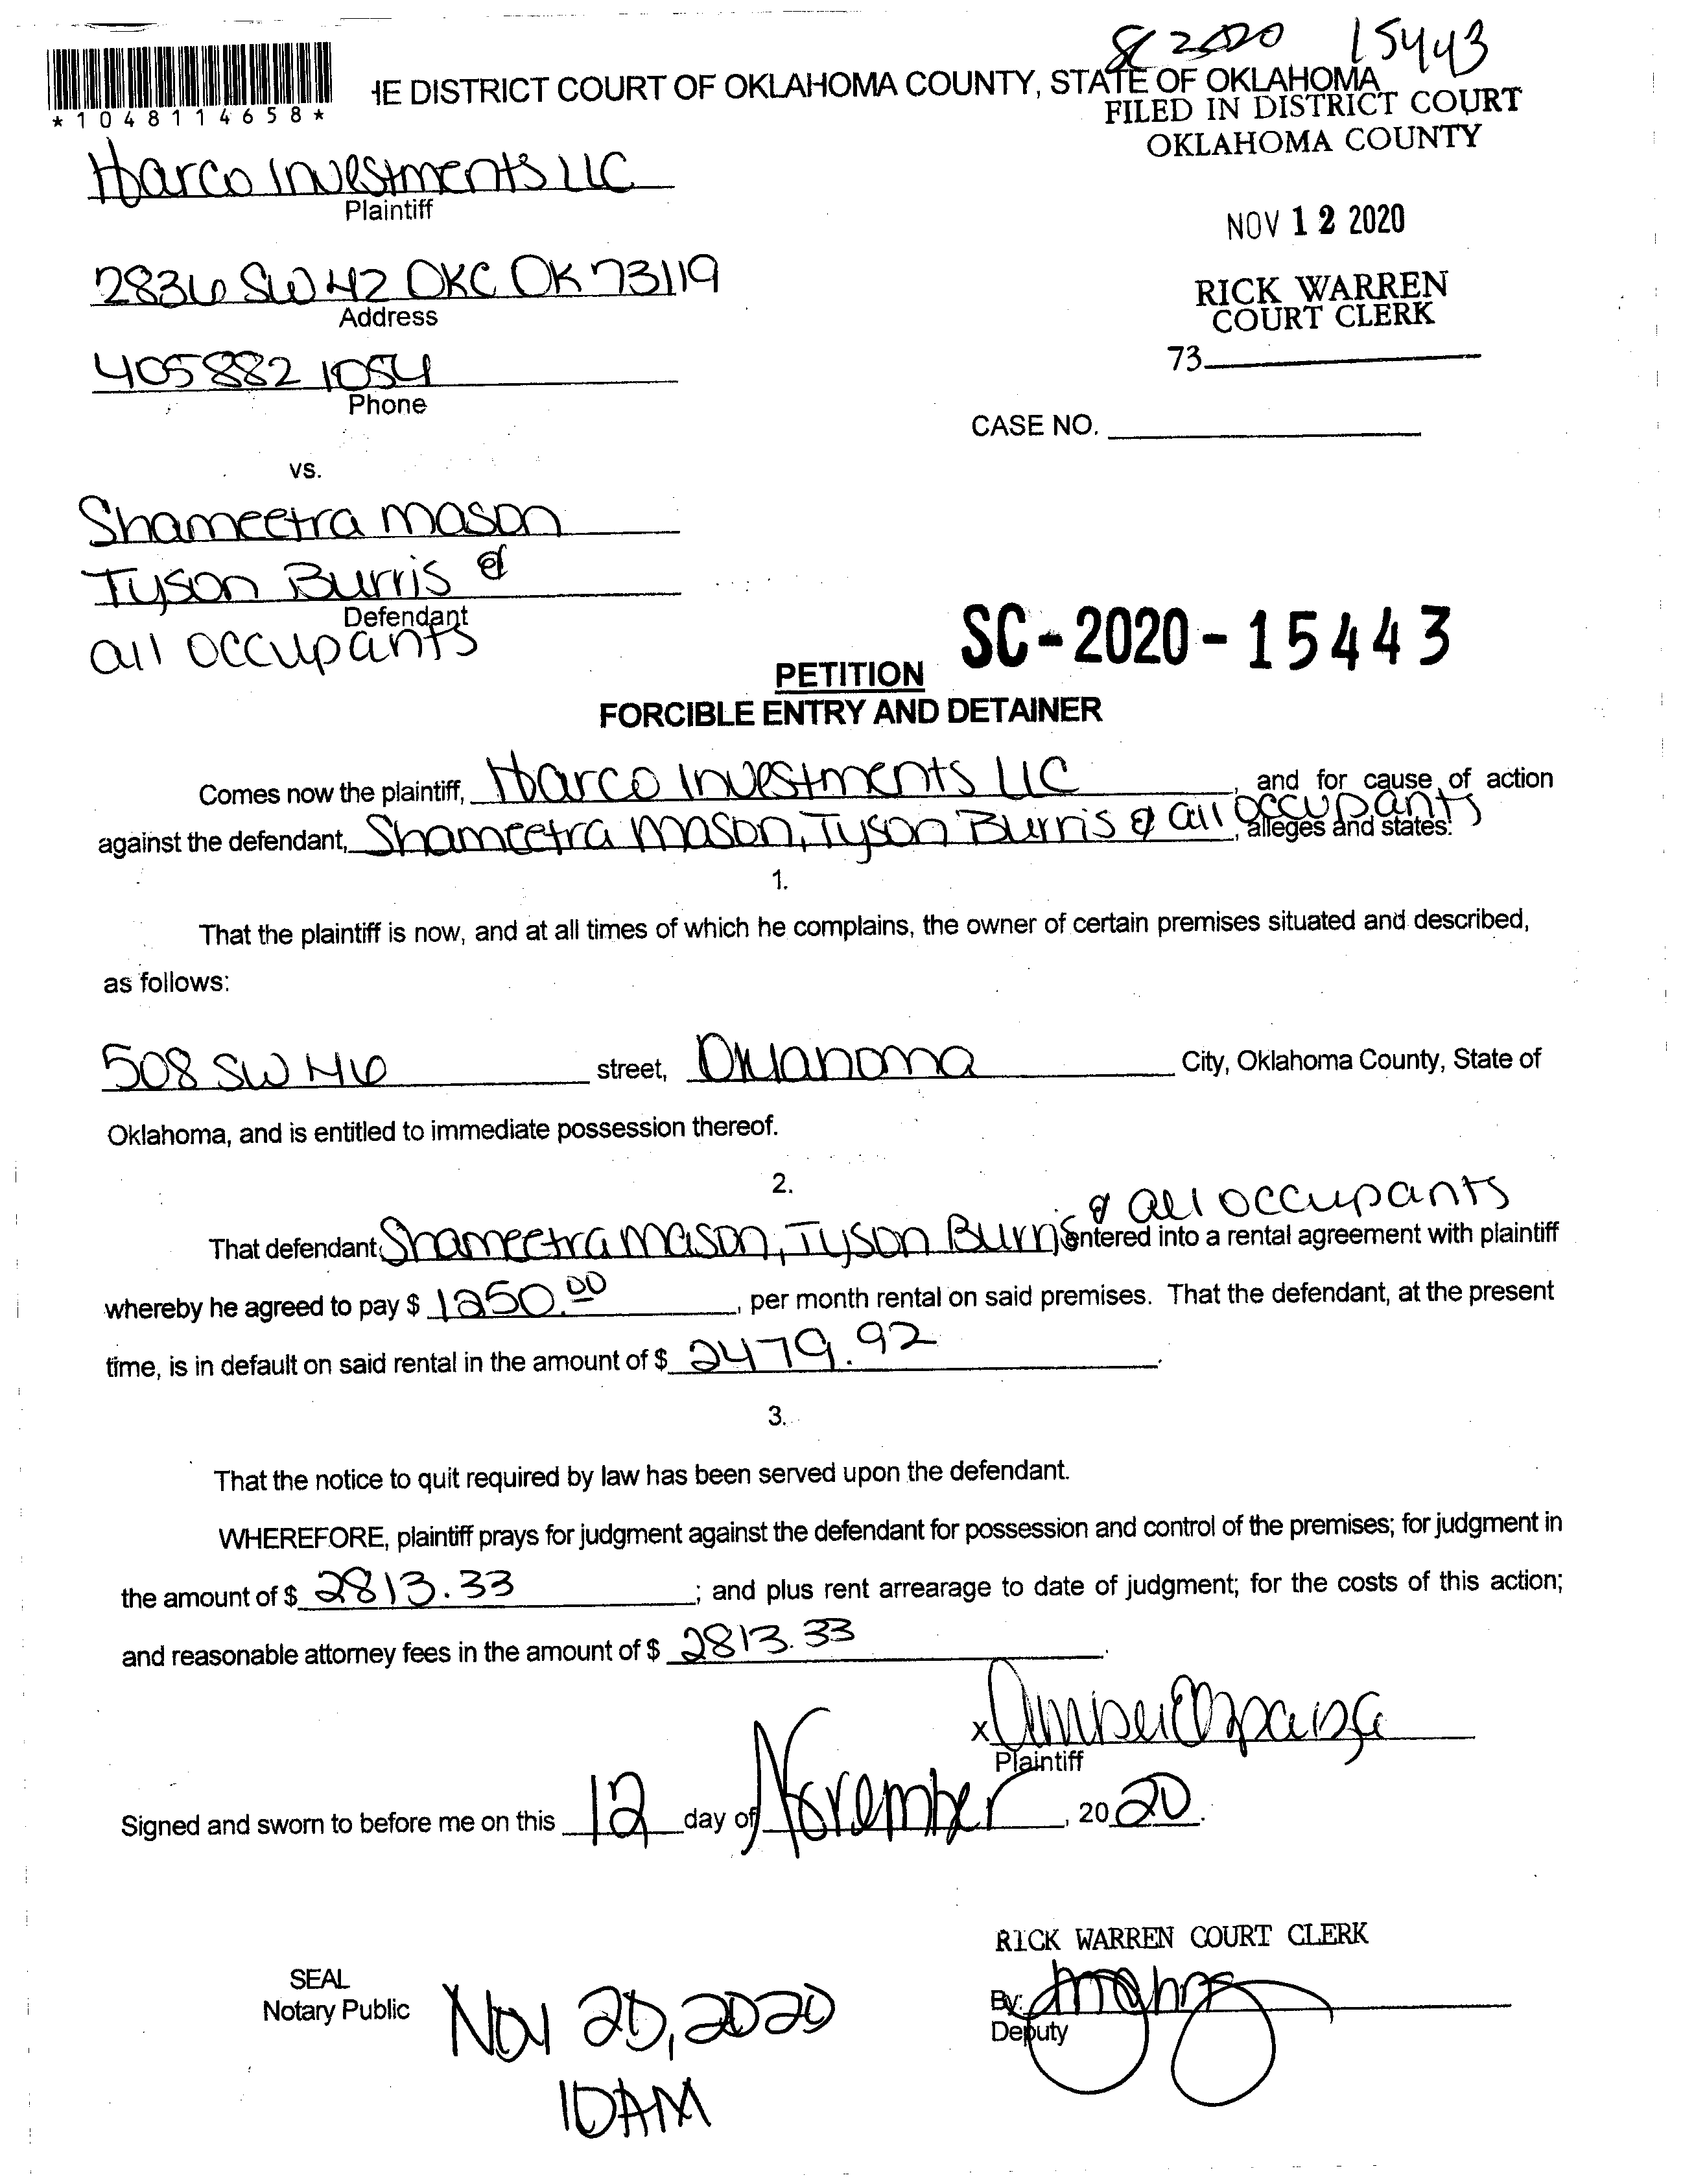 SC 2020 15443
*1048114658*
HE DISTRICT COURT OF OKLAHOMA COUNTY, STATE OF OKLAHOMA
FILED IN DISTRICT COURT
OKLAHOMA COUNTY
Harco Investments LLC
Plaintiff
NOV 12 2020
2836 SW 42 OKC OK 73119
Address
RICK WARREN
COURT CLERK
405 882 1054
Phone
73
CASE NO.
vs.
Shameetra Mason
Tyson Burris &
Defendant
all occupants
SC-2020-15443
PETITION
FORCIBLE ENTRY AND DETAINER
Comes now the plaintiff, Harco Investments LLC, and for cause of action
against the defendant, Shameetra Mason, Tyson Burris & all occupants, alleges and states:
1.
That the plaintiff is now, and at all times of which he complains, the owner of certain premises situated and described,
as follows:
508 SW 46 street, Oklahoma City, Oklahoma County, State of
Oklahoma, and is entitled to immediate possession thereof.
2.
That defendant, Shameetra Mason, Tyson Burris & all occupants entered into a rental agreement with plaintiff
whereby he agreed to pay $ 1250.00, per month rental on said premises. That the defendant, at the present
time, is in default on said rental in the amount of $ 2479.92.
3.
That the notice to quit required by law has been served upon the defendant.
WHEREFORE, plaintiff prays for judgment against the defendant for possession and control of the premises; for judgment in
the amount of $ 2813.33; and plus rent arrearage to date of judgment; for the costs of this action;
and reasonable attorney fees in the amount of $ 2813.33.
x
Plaintiff
Signed and sworn to before me on this 12 day of November, 2020.
RICK WARREN COURT CLERK
SEAL
Notary Public
By:
Deputy
Nov 20, 2020
10AM